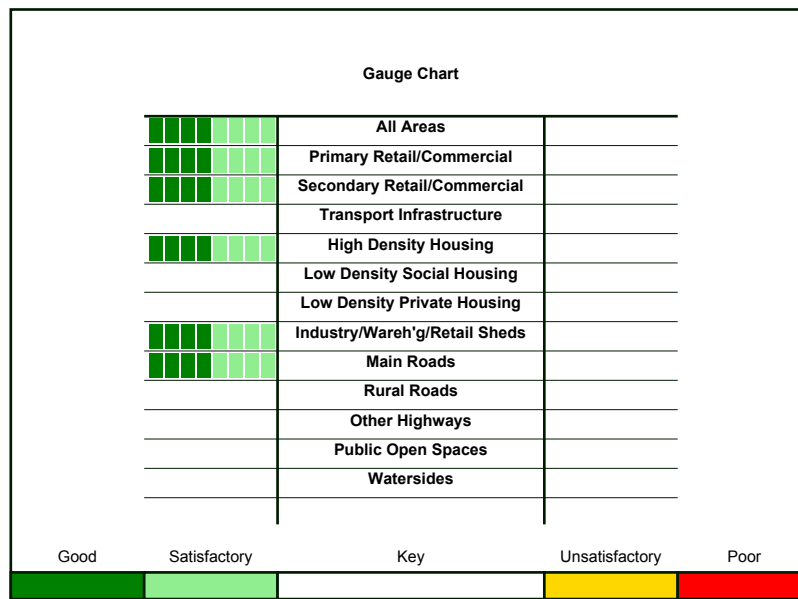 Gauge Chart
All Areas
Primary Retail/Commercial
Secondary Retail/Commercial
Transport Infrastructure
High Density Housing
Low Density Social Housing
Low Density Private Housing
Industry/Wareh'g/Retail Sheds
Main Roads
Rural Roads
Other Highways
Public Open Spaces
Watersides
Good Satisfactory Key Unsatisfactory Poor